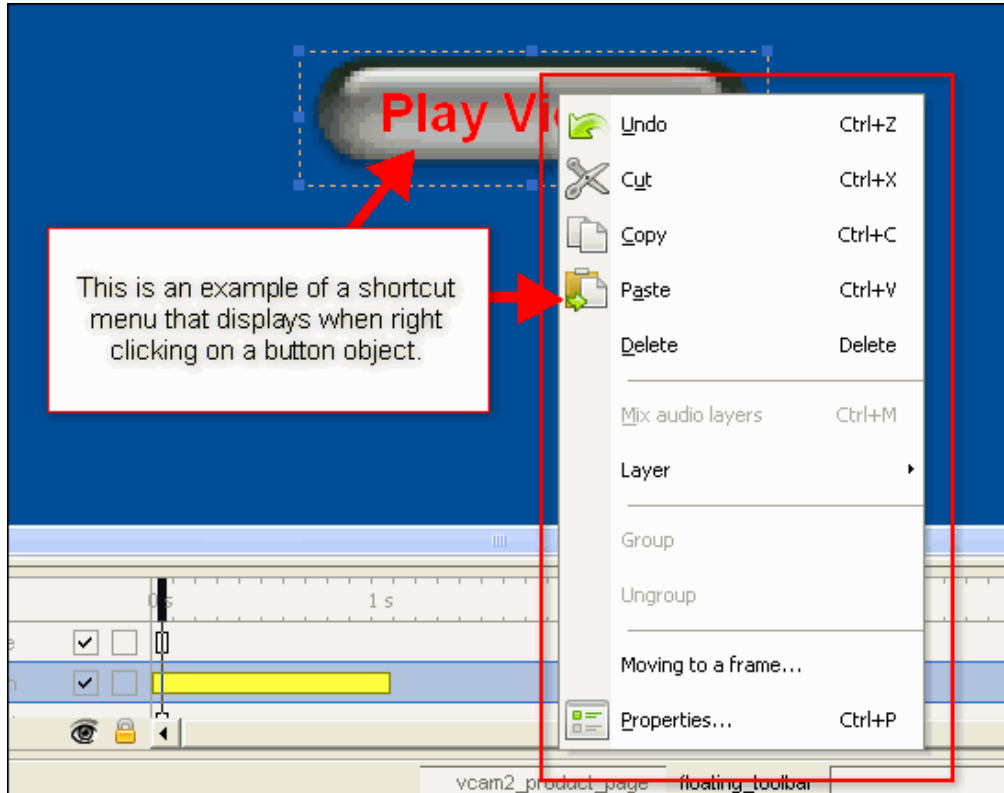 Play Vi
This is an example of a shortcut
menu that displays when right
clicking on a button object.
Undo Ctrl+Z
Cut Ctrl+X
Copy Ctrl+C
Paste Ctrl+V
Delete Delete
Mix audio layers Ctrl+M
Layer
Group
Ungroup
Moving to a frame...
Properties... Ctrl+P
0 s 1 s
vcam2_product_page floating_toolbar